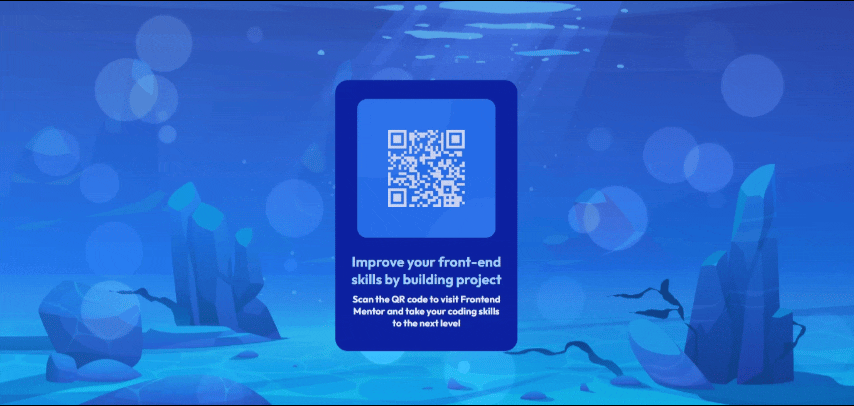 Improve your front-end
skills by building project
Scan the QR code to visit Frontend
Mentor and take your coding skills
to the next level